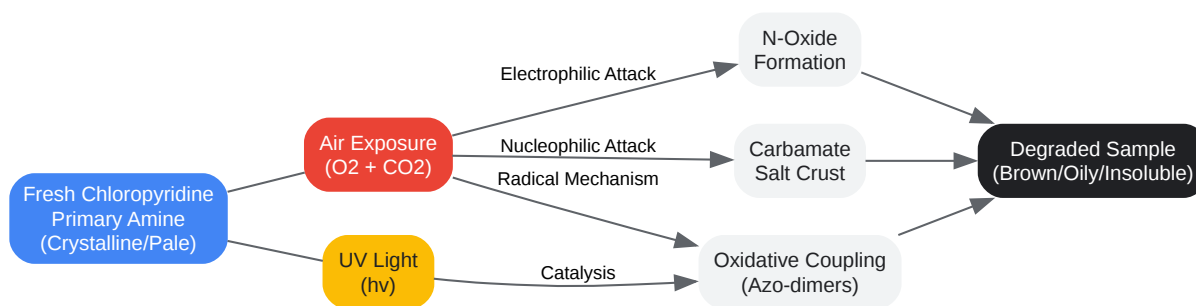 Fresh Chloropyridine
Primary Amine
(Crystalline/Pale)
Air Exposure
(O2 + CO2)
UV Light
(hv)
Electrophilic Attack
Nucleophilic Attack
Radical Mechanism
Catalysis
N-Oxide
Formation
Carbamate
Salt Crust
Oxidative Coupling
(Azo-dimers)
Degraded Sample
(Brown/Oily/Insoluble)